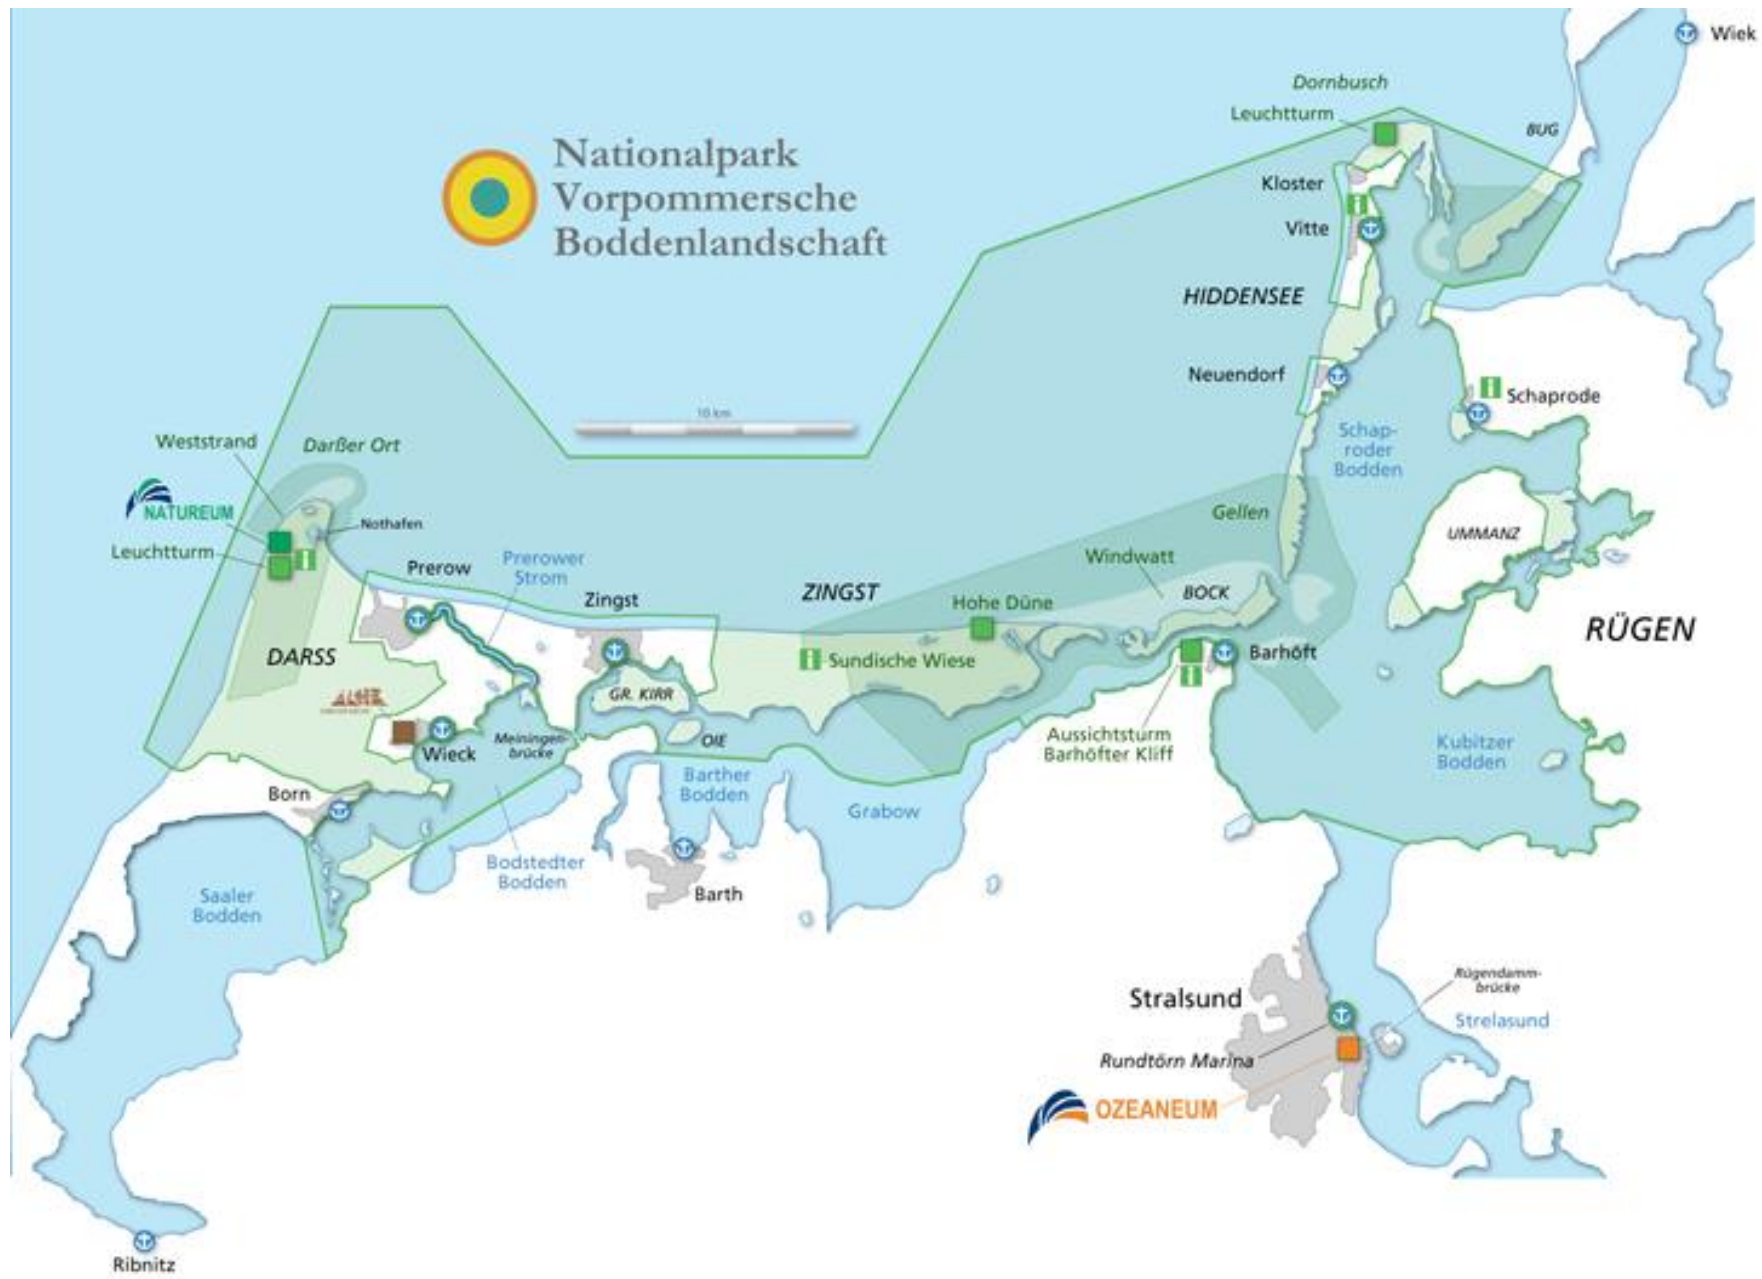 Wiek
Dornbusch
Leuchtturm
BUG
Nationalpark
Vorpommersche
Boddenlandschaft
Kloster
Vitte
HIDDENSEE
Neuendorf
Schaprode
10 km
Schap-
roder
Bodden
Weststrand
Darßer Ort
NATUREUM
Nothafen
Leuchtturm
Gellen
UMMANZ
Prerow
Prerower
Strom
Zingst
ZINGST
Windwatt
BOCK
Hohe Düne
RÜGEN
DARSS
Sundische Wiese
Barhöft
GR. KIRR
OIE
Meiningen-
brücke
Wieck
Aussichtsturm
Barhöfter Kliff
Kubitzer
Bodden
Born
Barther
Bodden
Grabow
Bodstedter
Bodden
Barth
Saaler
Bodden
Stralsund
Rügendamm-
brücke
Strelasund
Rundtörn Marina
OZEANEUM
Ribnitz